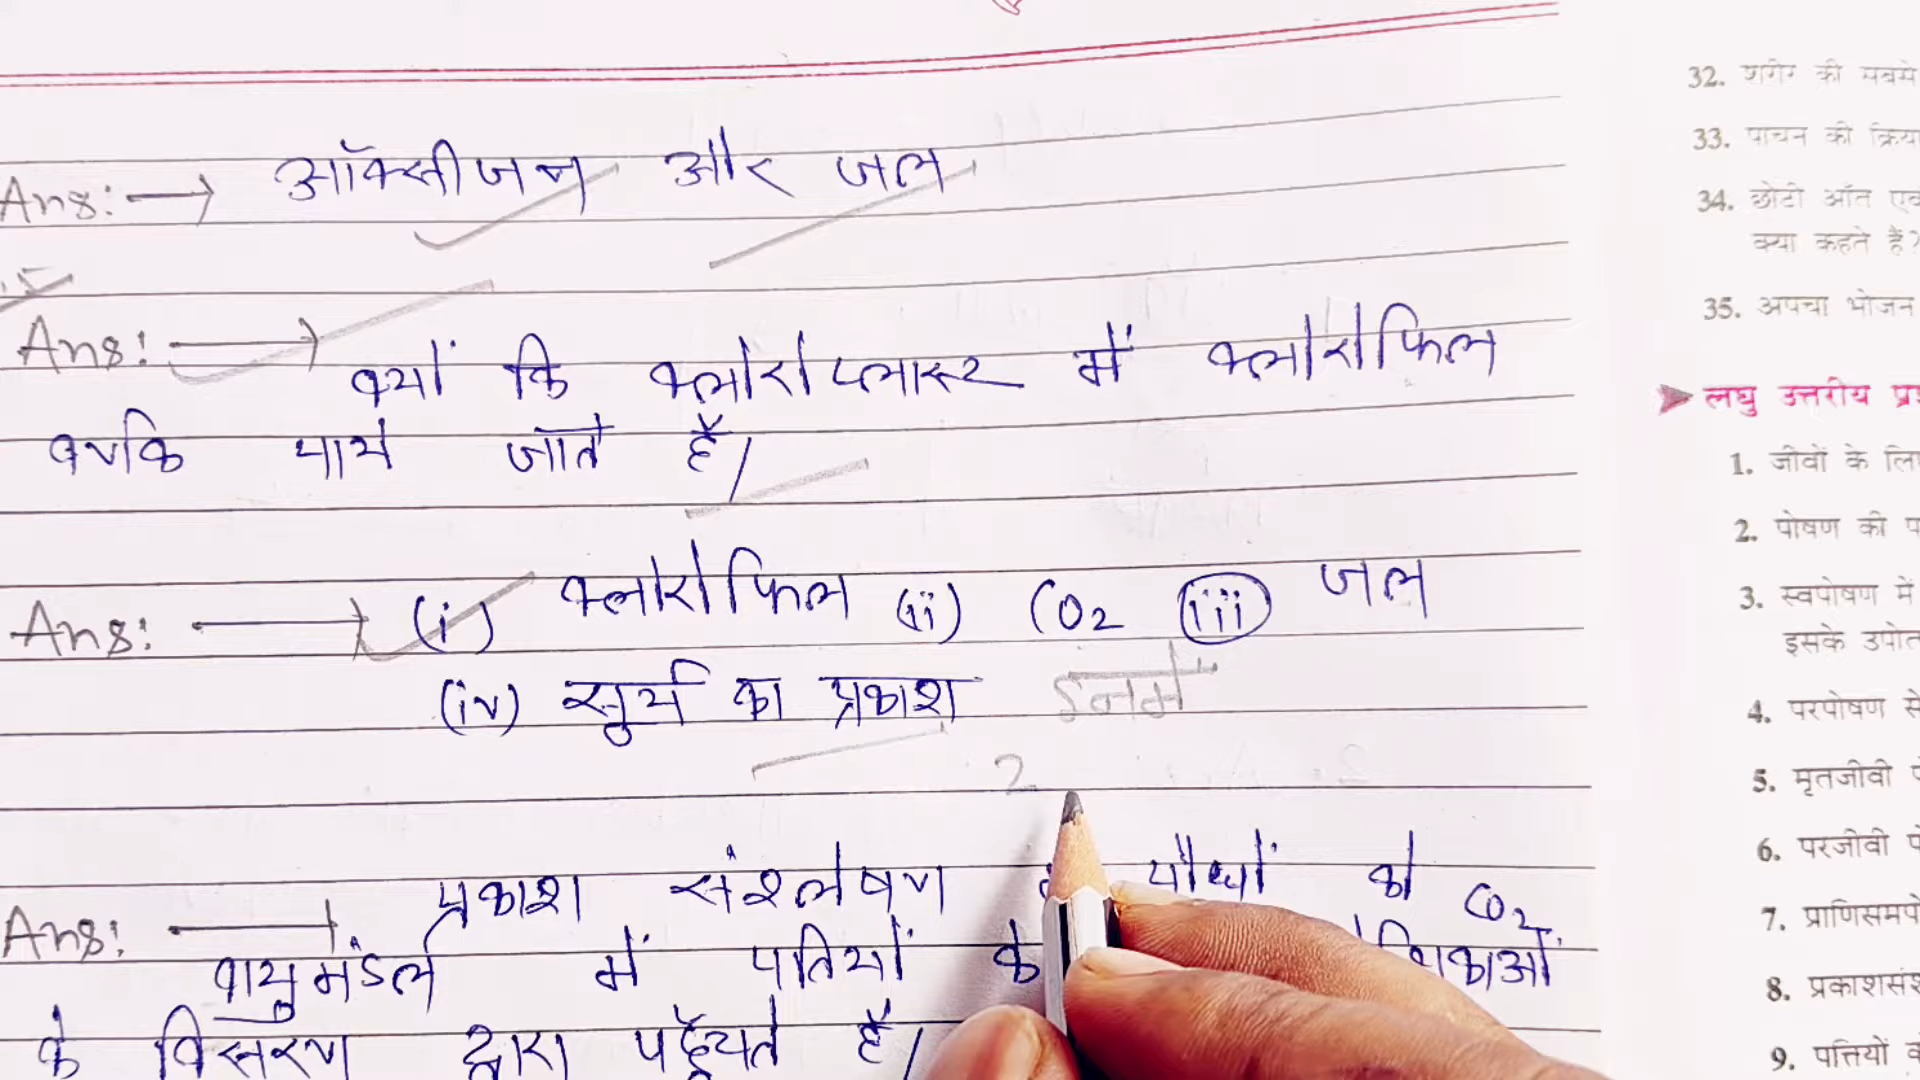 Ans:→ ऑक्सीजन और जल
Ans:→ क्यों कि क्लोरोप्लास्ट में क्लोरोफिल
पाये जाते है।
Ans:→ (i) क्लोरोफिल (ii) CO2 (iii) जल
(iv) सुर्य का प्रकाश इनमें
2
Ans:→ प्रकाश संश्लेषण पौधों को CO2
वायुमंडल में पतियों के
के विसरण द्वारा पहुँचते है।
32. शरीर की सबसे
33. पाचन की क्रिया
34. छोटी आँत एव
क्या कहते हैं?
35. अपचा भोजन
लघु उत्तरीय प्र
1. जीवों के लि
2. पोषण की प
3. स्वपोषण में
इसके उपोत
4. परपोषण से
5. मृतजीवी
6. परजीवी
7. प्राणिसमपो
8. प्रकाशसंश
9. पत्तियों